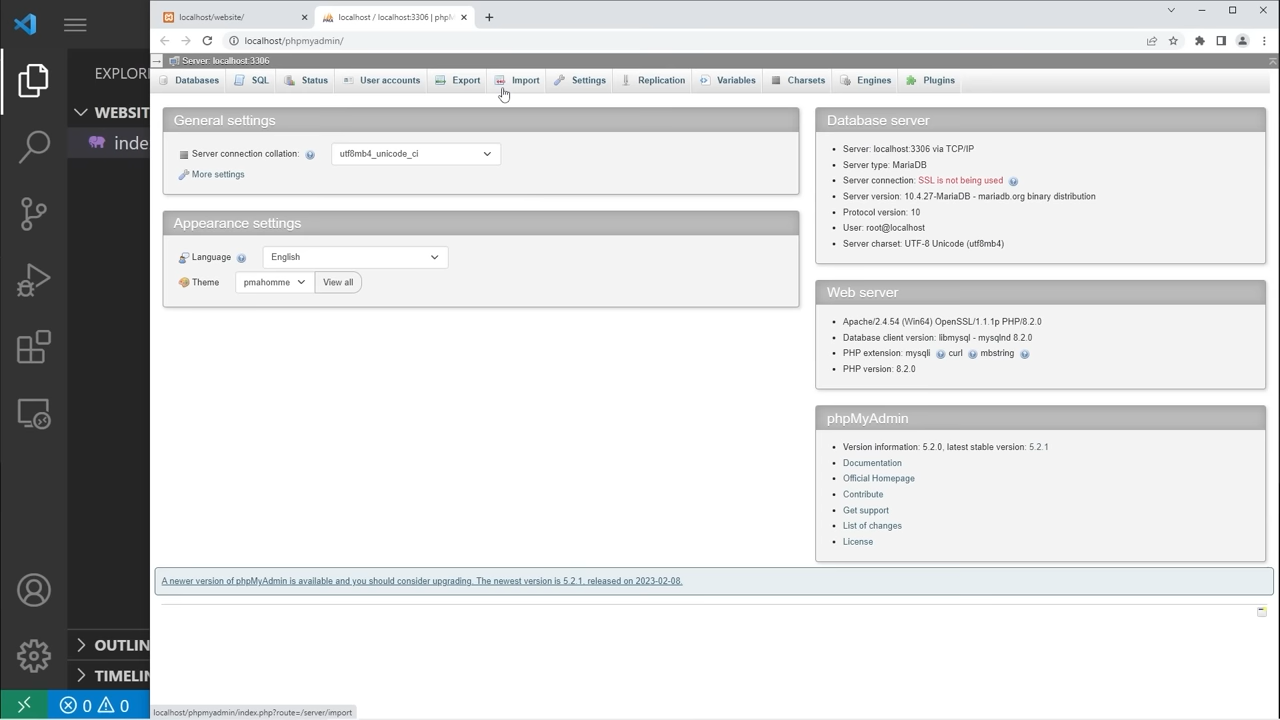 localhost/website/
localhost / localhost:3306 | phpM
localhost/phpmyadmin/
Server: localhost:3306
Databases SQL Status User accounts Export Import Settings Replication Variables Charsets Engines Plugins
EXPLOR
WEBSIT
inde
General settings
Server connection collation: utf8mb4_unicode_ci
More settings
Appearance settings
Language English
Theme pmahomme View all
Database server
Server: localhost:3306 via TCP/IP
Server type: MariaDB
Server connection: SSL is not being used
Server version: 10.4.27-MariaDB - mariadb.org binary distribution
Protocol version: 10
User: root@localhost
Server charset: UTF-8 Unicode (utf8mb4)
Web server
Apache/2.4.54 (Win64) OpenSSL/1.1.1p PHP/8.2.0
Database client version: libmysql - mysqlnd 8.2.0
PHP extension: mysqli curl mbstring
PHP version: 8.2.0
phpMyAdmin
Version information: 5.2.0, latest stable version: 5.2.1
Documentation
Official Homepage
Contribute
Get support
List of changes
License
A newer version of phpMyAdmin is available and you should consider upgrading. The newest version is 5.2.1, released on 2023-02-08.
OUTLIN
TIMELIN
0 0
localhost/phpmyadmin/index.php?route=/server/import